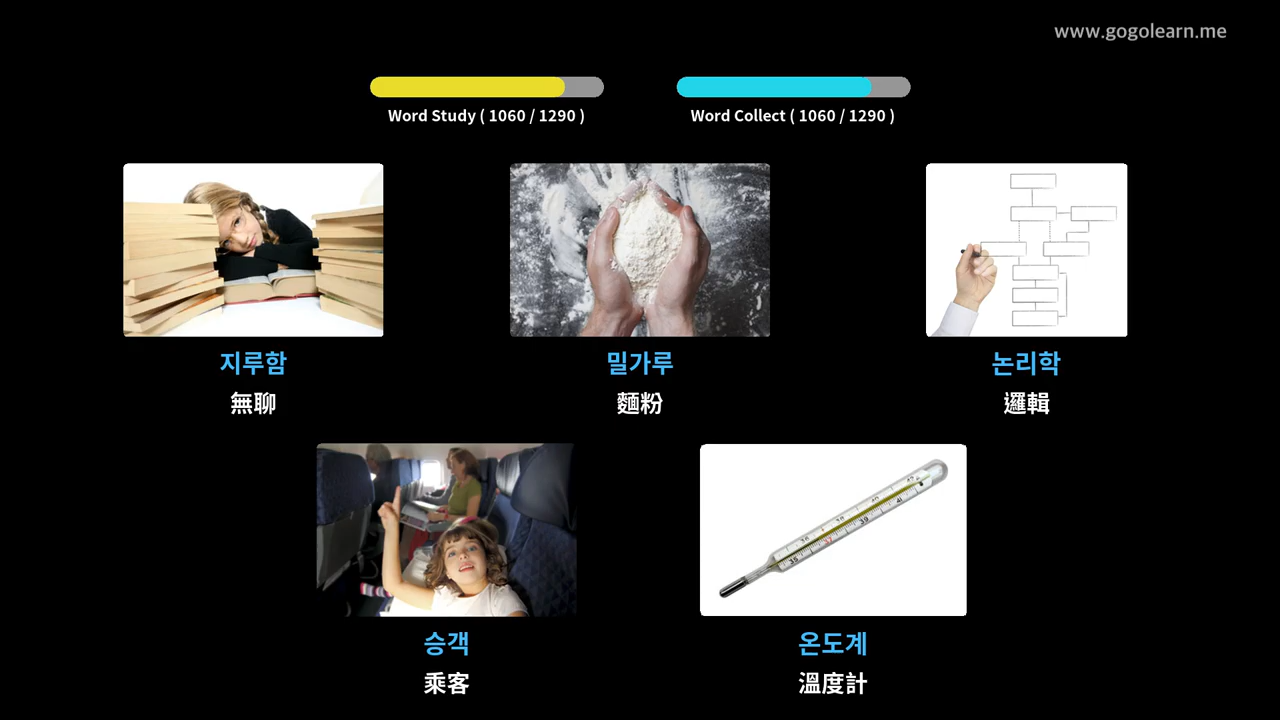 www.gogolearn.me
Word Study ( 1060 / 1290 )
Word Collect ( 1060 / 1290 )
지루함
無聊
밀가루
麵粉
논리학
邏輯
승객
乘客
온도계
溫度計